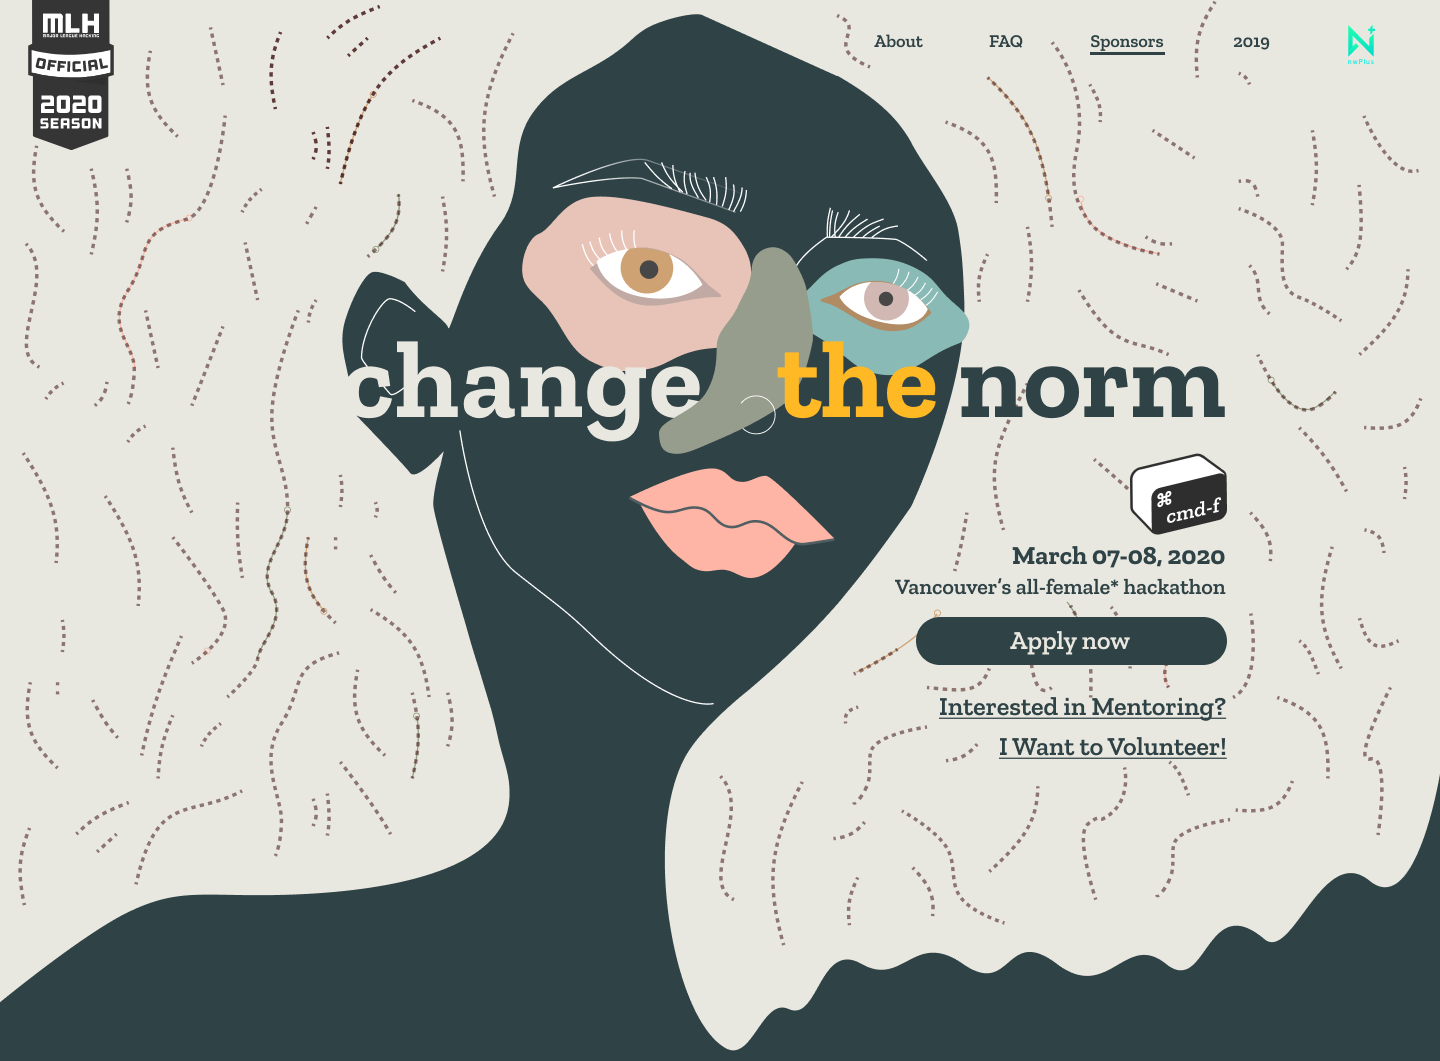 MLH
MAJOR LEAGUE HACKING
OFFICIAL
2020
SEASON
About
FAQ
Sponsors
2019
nwPlus
change the norm
⌘
cmd-f
March 07-08, 2020
Vancouver's all-female* hackathon
Apply now
Interested in Mentoring?
I Want to Volunteer!